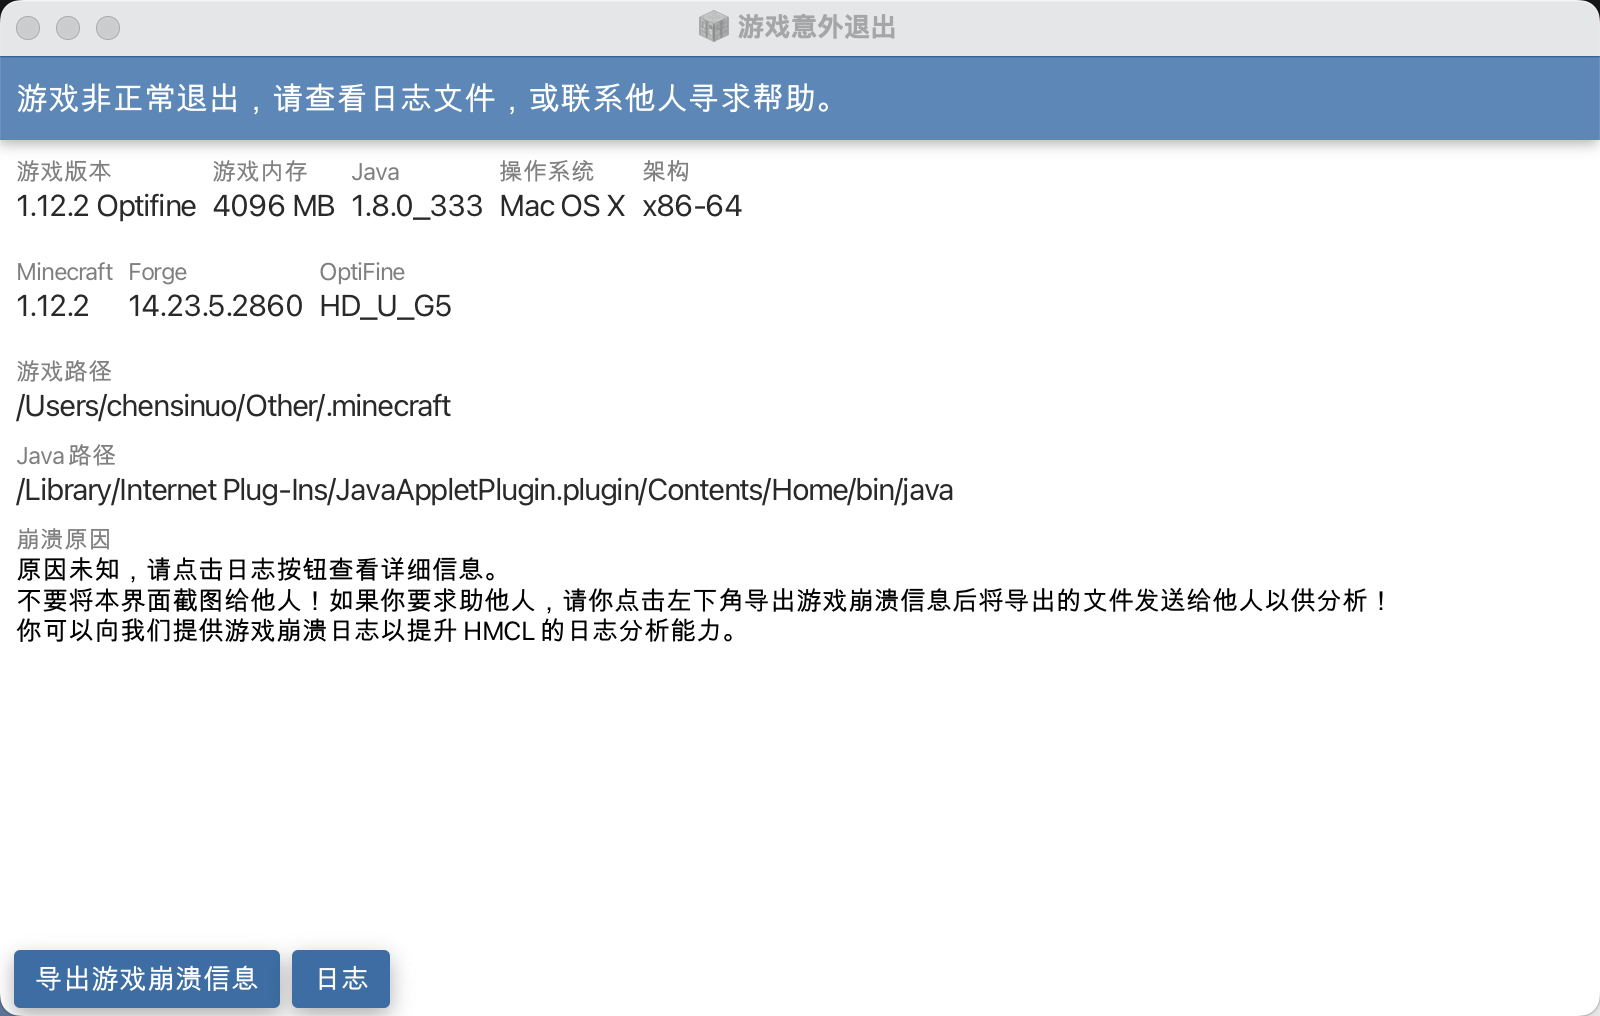 游戏意外退出
游戏非正常退出，请查看日志文件，或联系他人寻求帮助。
游戏版本 游戏内存 Java 操作系统 架构
1.12.2 Optifine 4096 MB 1.8.0_333 Mac OS X x86-64
Minecraft Forge OptiFine
1.12.2 14.23.5.2860 HD_U_G5
游戏路径
/Users/chensinuo/Other/.minecraft
Java 路径
/Library/Internet Plug-Ins/JavaAppletPlugin.plugin/Contents/Home/bin/java
崩溃原因
原因未知，请点击日志按钮查看详细信息。
不要将本界面截图给他人！如果你要求助他人，请你点击左下角导出游戏崩溃信息后将导出的文件发送给他人以供分析！
你可以向我们提供游戏崩溃日志以提升 HMCL 的日志分析能力。
导出游戏崩溃信息 日志